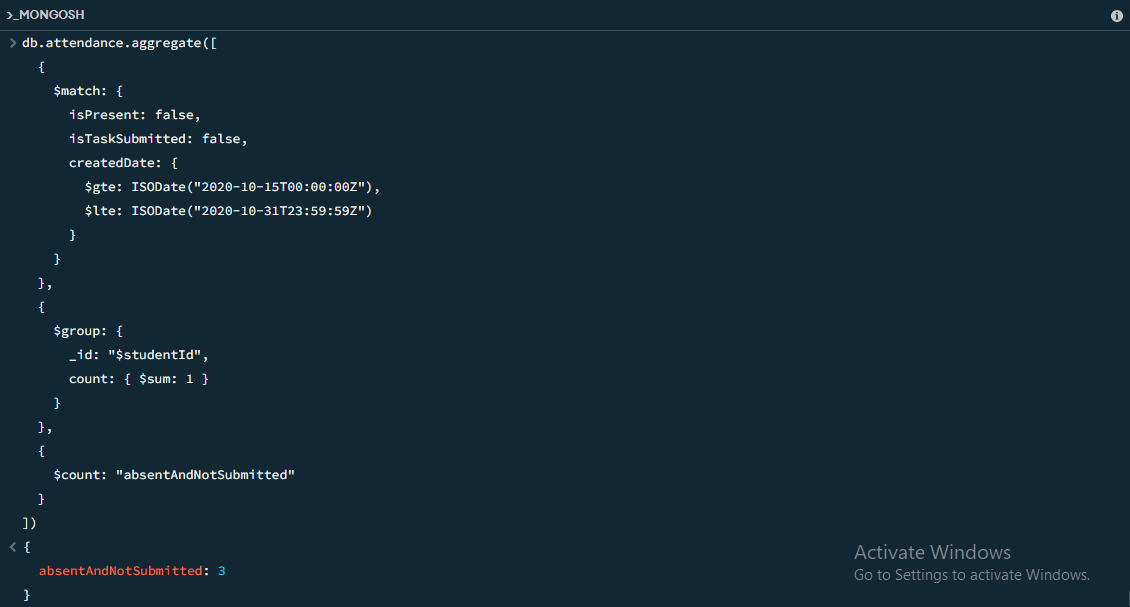 >_MONGOSH
> db.attendance.aggregate([
    {
      $match: {
        isPresent: false,
        isTaskSubmitted: false,
        createdDate: {
          $gte: ISODate("2020-10-15T00:00:00Z"),
          $lte: ISODate("2020-10-31T23:59:59Z")
        }
      }
    },
    {
      $group: {
        _id: "$studentId",
        count: { $sum: 1 }
      }
    },
    {
      $count: "absentAndNotSubmitted"
    }
  ])
< {
    absentAndNotSubmitted: 3
  }
Activate Windows
Go to Settings to activate Windows.